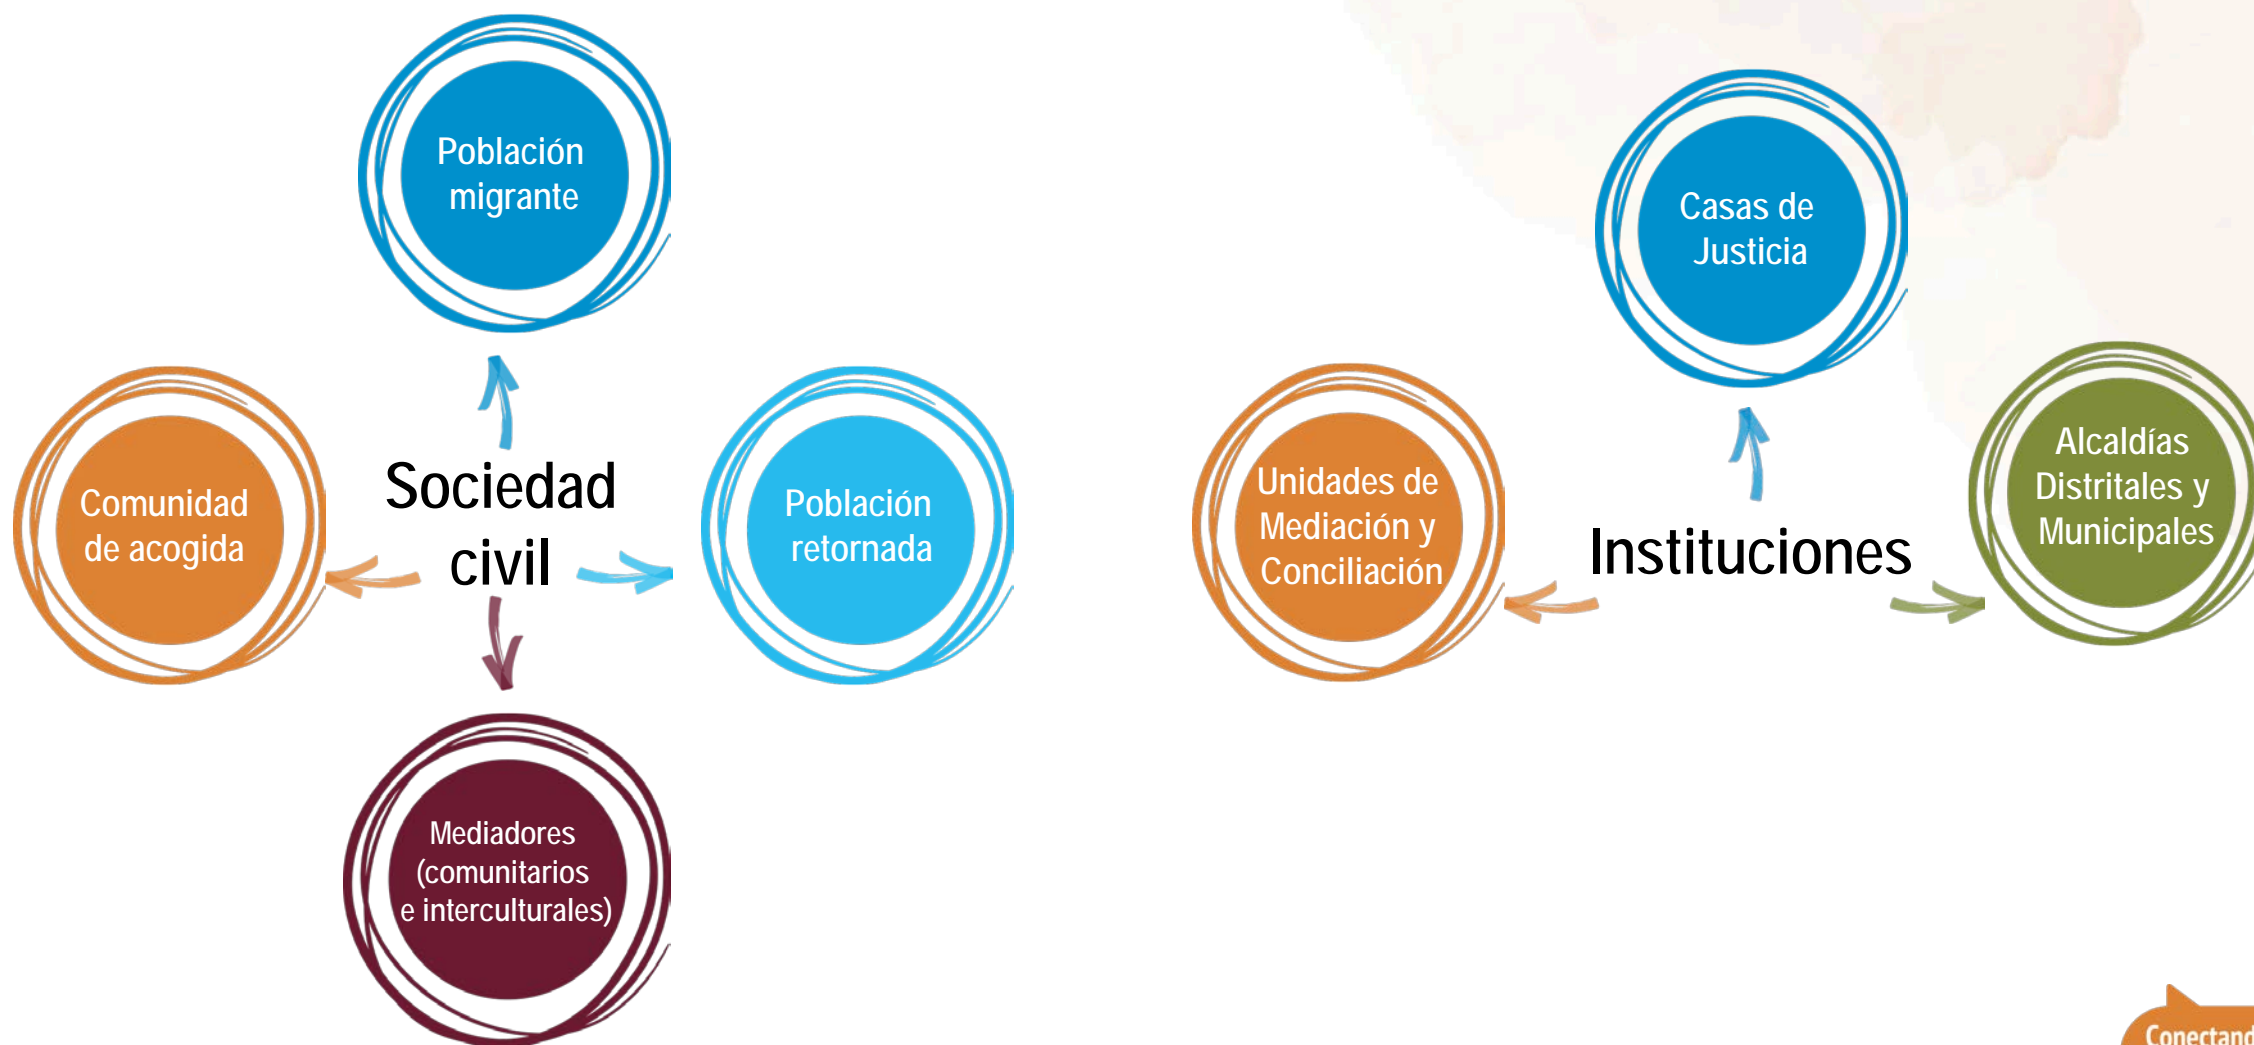 Población
migrante
Comunidad
de acogida
Sociedad
civil
Población
retornada
Mediadores
(comunitarios
e interculturales)
Casas de
Justicia
Unidades de
Mediación y
Conciliación
Instituciones
Alcaldías
Distritales y
Municipales